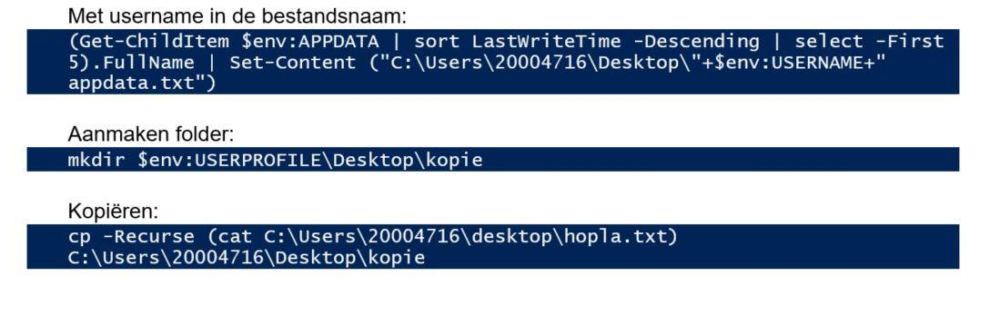 Met username in de bestandsnaam:
(Get-ChildItem $env:APPDATA | sort LastWriteTime -Descending | select -First
5).FullName | Set-Content ("C:\Users\20004716\Desktop\"+$env:USERNAME+"
appdata.txt")
Aanmaken folder:
mkdir $env:USERPROFILE\Desktop\kopie
Kopiëren:
cp -Recurse (cat C:\Users\20004716\desktop\hopla.txt)
C:\Users\20004716\Desktop\kopie